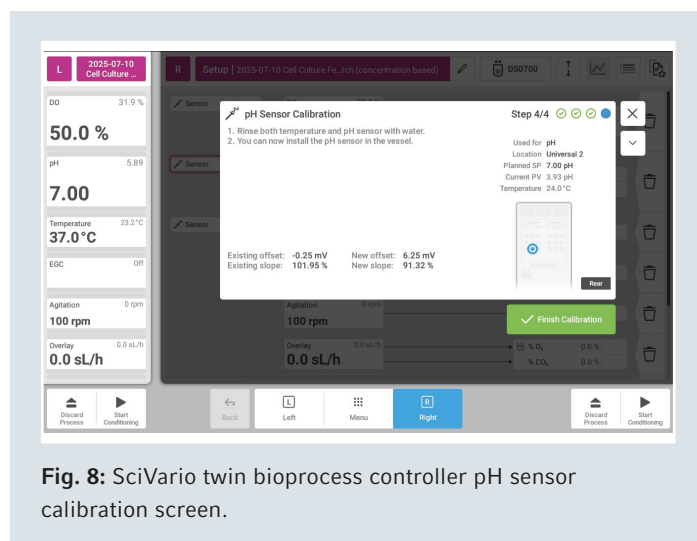 L
2025-07-10
Cell Culture ...
R
Setup | 2025-07-10 Cell Culture Fe...tch (concentration based)
DS0700
DO 31.9 %
50.0 %
pH 5.89
7.00
Temperature 23.2°C
37.0°C
EGC Off
Agitation 0 rpm
100 rpm
Overlay 0.0 sL/h
0.0 sL/h
Sensor
Sensor
Sensor
pH Sensor Calibration
Step 4/4
1. Rinse both temperature and pH sensor with water.
2. You can now install the pH sensor in the vessel.
Used for pH
Location Universal 2
Planned SP 7.00 pH
Current PV 3.93 pH
Temperature 24.0°C
Existing offset: -0.25 mV New offset: 6.25 mV
Existing slope: 101.95 % New slope: 91.32 %
Rear
Finish Calibration
Agitation 0 rpm
100 rpm
Overlay 0.0 sL/h
0.0 sL/h
% O₂ 0.0 %
% CO₂ 0.0 %
Discard
Process
Start
Conditioning
Back
L
Left
Menu
R
Right
Discard
Process
Start
Conditioning
Fig. 8: SciVario twin bioprocess controller pH sensor
calibration screen.